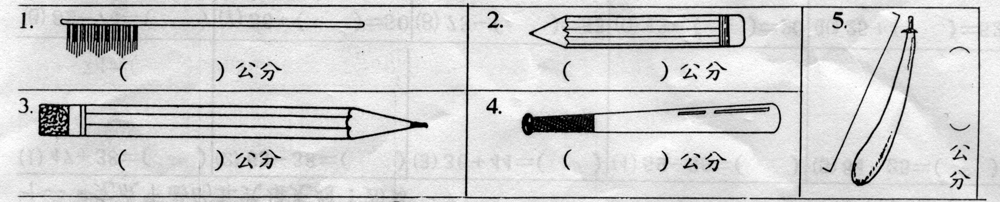 1.
(　　　) 公分
2.
(　　　) 公分
3.
(　　　) 公分
4.
(　　　) 公分
5.
(　　　) 公分